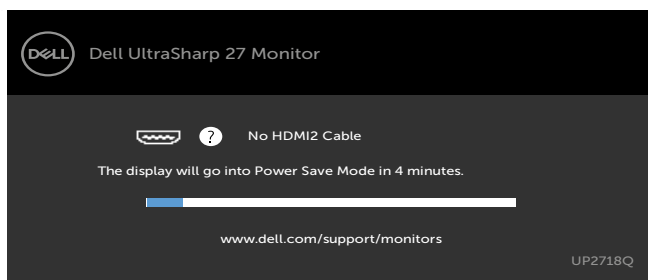 DELL
Dell UltraSharp 27 Monitor
? No HDMI2 Cable
The display will go into Power Save Mode in 4 minutes.
www.dell.com/support/monitors
UP2718Q